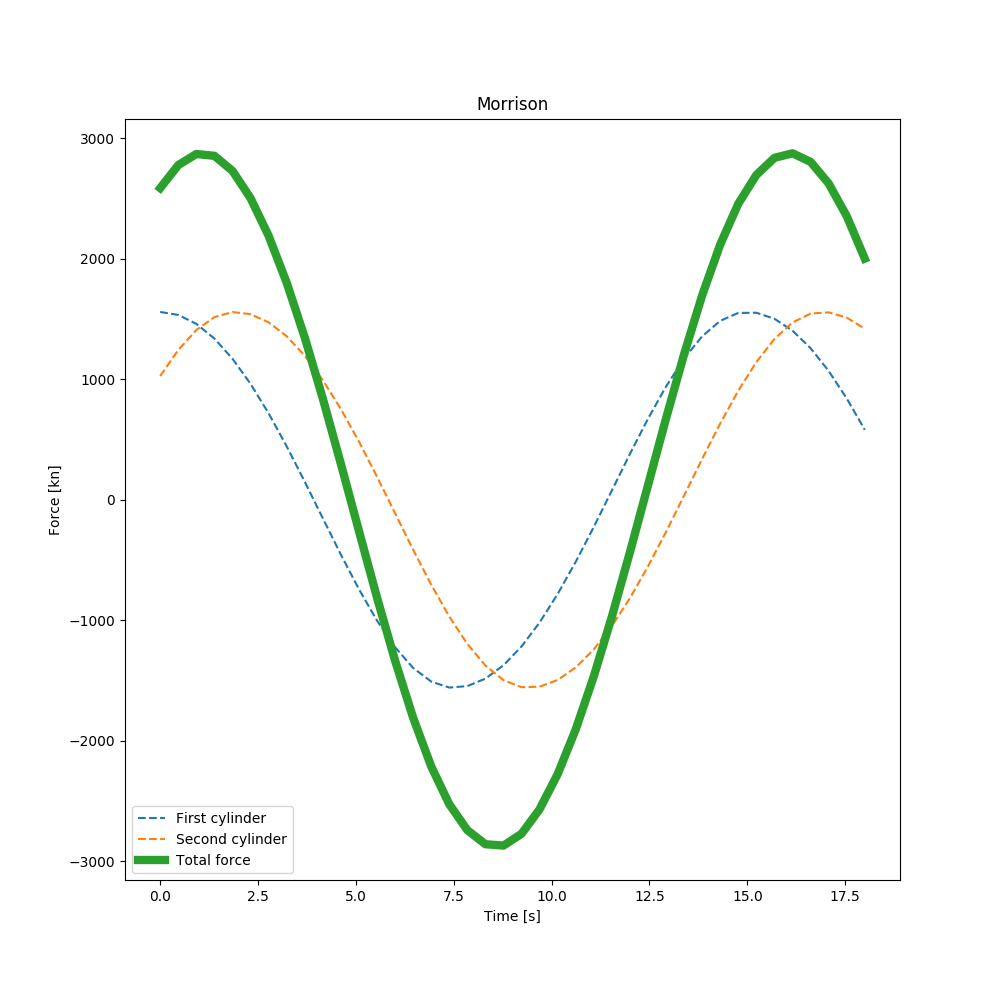 Morrison
3000
2000
1000
0
−1000
−2000
−3000
Force [kn]
First cylinder
Second cylinder
Total force
0.0 2.5 5.0 7.5 10.0 12.5 15.0 17.5
Time [s]